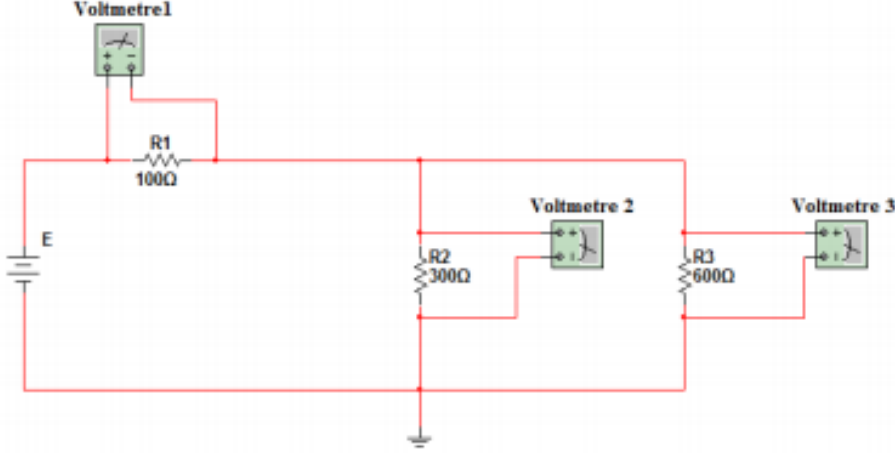 Voltmetre1
R1
100Ω
E
Voltmetre 2
R2
300Ω
Voltmetre 3
R3
600Ω